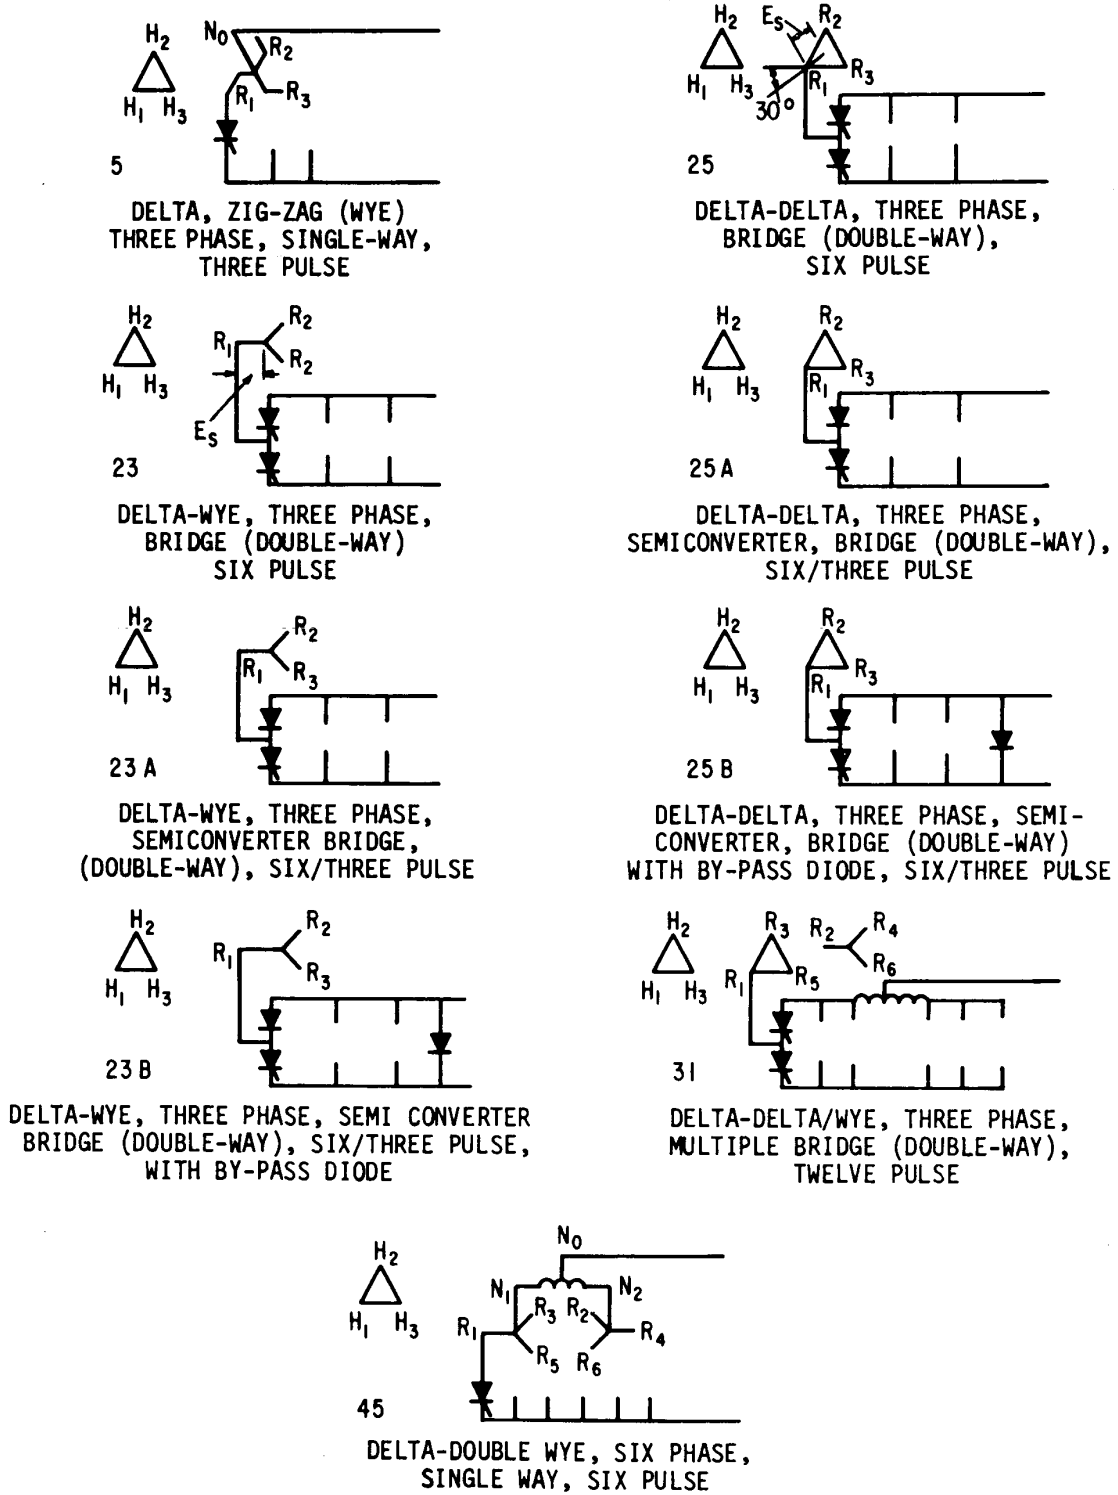 H2
H1 H3
N0
R2
R1
R3
5
DELTA, ZIG-ZAG (WYE)
THREE PHASE, SINGLE-WAY,
THREE PULSE
H2
H1 H3
ES
R2
R1
R3
30°
25
DELTA-DELTA, THREE PHASE,
BRIDGE (DOUBLE-WAY),
SIX PULSE
H2
H1 H3
R1
R2
R2
ES
23
DELTA-WYE, THREE PHASE,
BRIDGE (DOUBLE-WAY)
SIX PULSE
H2
H1 H3
R2
R1
R3
25A
DELTA-DELTA, THREE PHASE,
SEMICONVERTER, BRIDGE (DOUBLE-WAY),
SIX/THREE PULSE
H2
H1 H3
R2
R1
R3
23A
DELTA-WYE, THREE PHASE,
SEMICONVERTER BRIDGE,
(DOUBLE-WAY), SIX/THREE PULSE
H2
H1 H3
R2
R1
R3
25B
DELTA-DELTA, THREE PHASE, SEMI-
CONVERTER, BRIDGE (DOUBLE-WAY)
WITH BY-PASS DIODE, SIX/THREE PULSE
H2
H1 H3
R1
R2
R3
23B
DELTA-WYE, THREE PHASE, SEMI CONVERTER
BRIDGE (DOUBLE-WAY), SIX/THREE PULSE,
WITH BY-PASS DIODE
H2
H1 H3
R3
R1
R5
R2
R4
R6
31
DELTA-DELTA/WYE, THREE PHASE,
MULTIPLE BRIDGE (DOUBLE-WAY),
TWELVE PULSE
H2
H1 H3
N0
N1
N2
R1
R3
R5
R2
R4
R6
45
DELTA-DOUBLE WYE, SIX PHASE,
SINGLE WAY, SIX PULSE